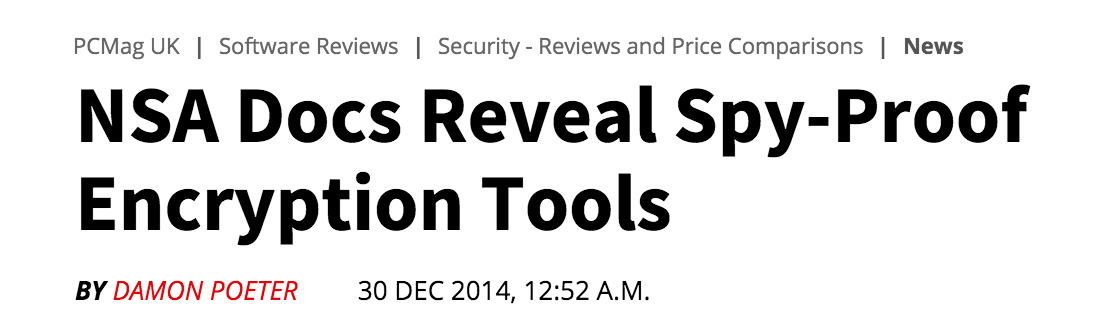 PCMag UK | Software Reviews | Security - Reviews and Price Comparisons | News
NSA Docs Reveal Spy-Proof
Encryption Tools
BY DAMON POETER 30 DEC 2014, 12:52 A.M.